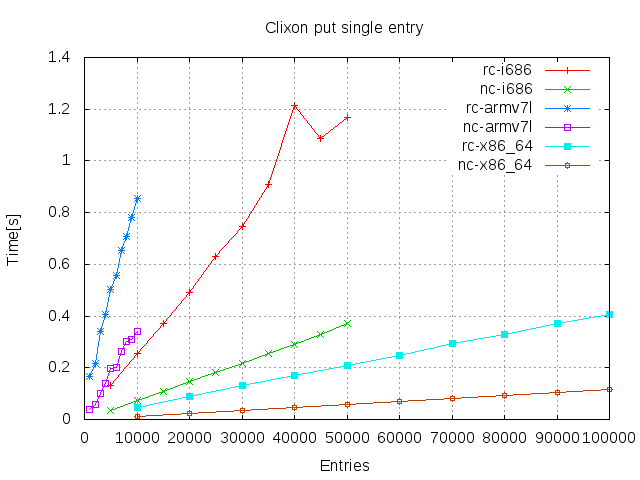 Clixon put single entry
Time[s]
1.4
1.2
1
0.8
0.6
0.4
0.2
0
rc-i686
nc-i686
rc-armv7l
nc-armv7l
rc-x86_64
nc-x86_64
0 10000 20000 30000 40000 50000 60000 70000 80000 90000 100000
Entries